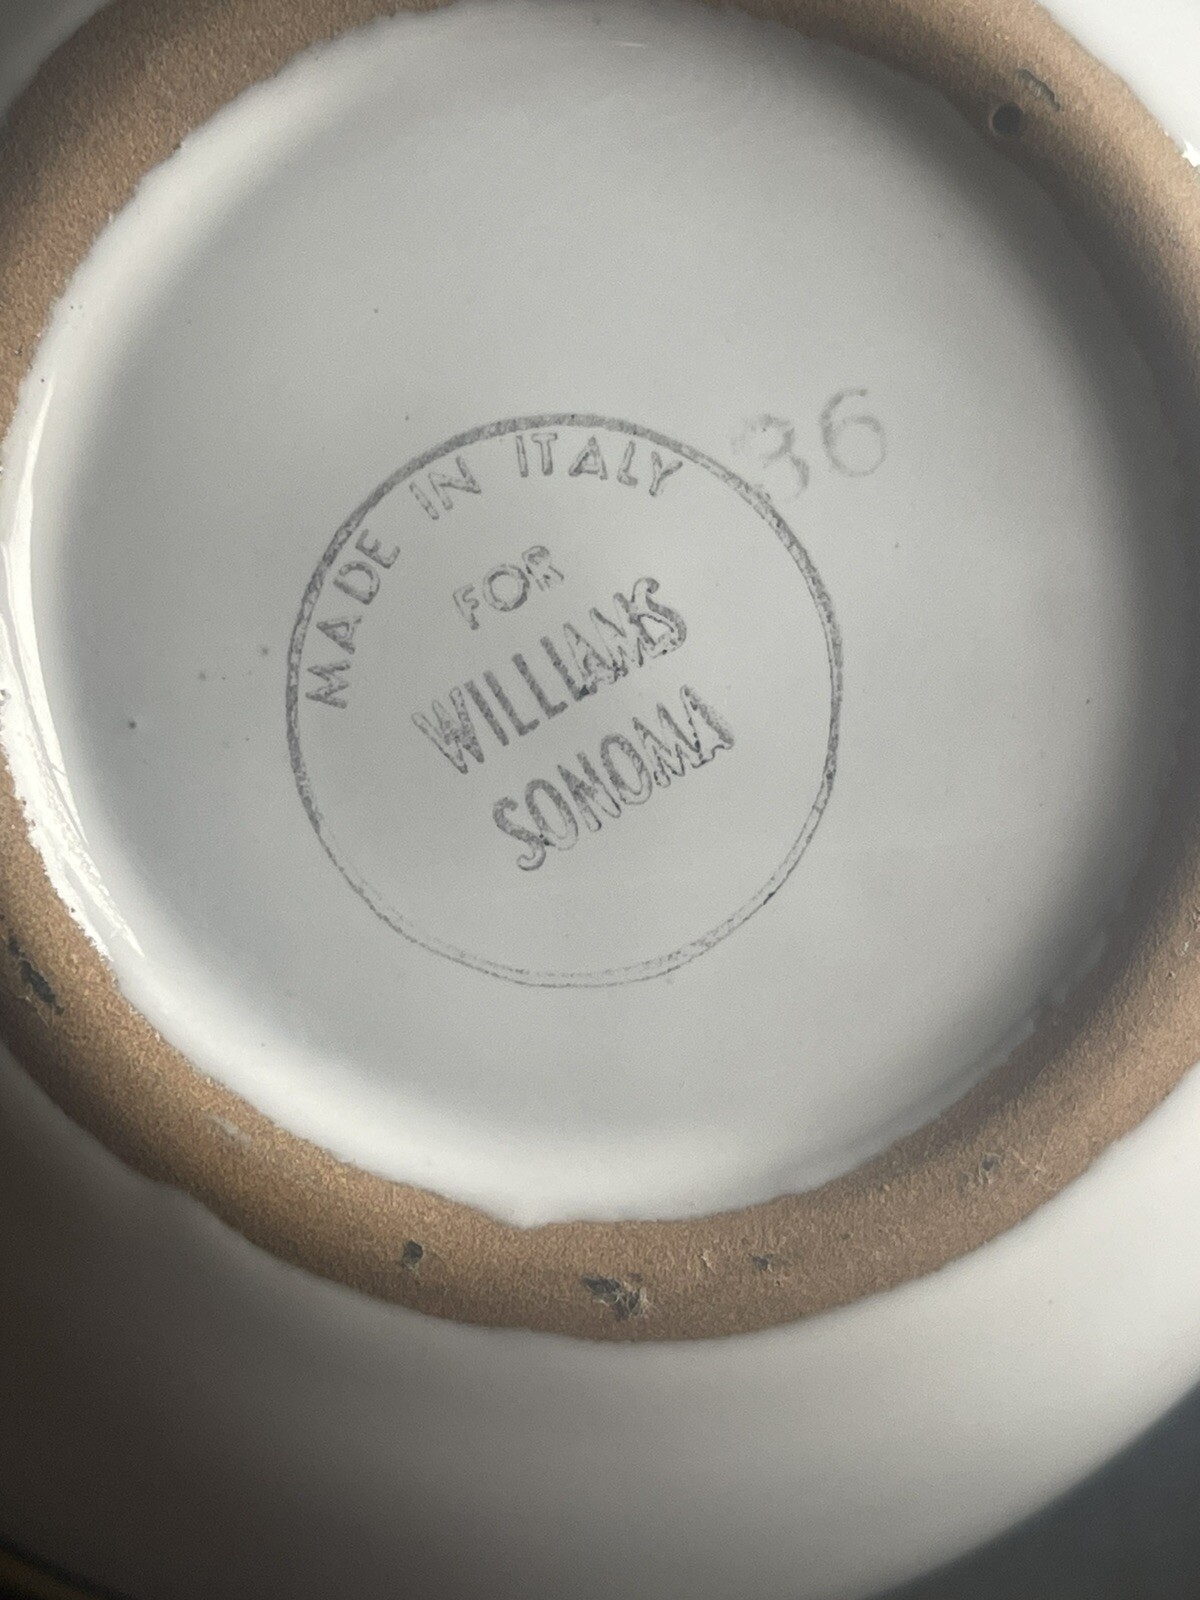 MADE IN ITALY
FOR
WILLIAMS
SONOMA
36